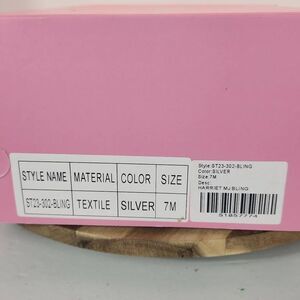 STYLE NAME MATERIAL COLOR SIZE
ST23-302-BLING TEXTILE SILVER 7M
Style:ST23-302-BLING
Color:SILVER
Size:7M
Desc:
HARRIET MJ BLING
51857774